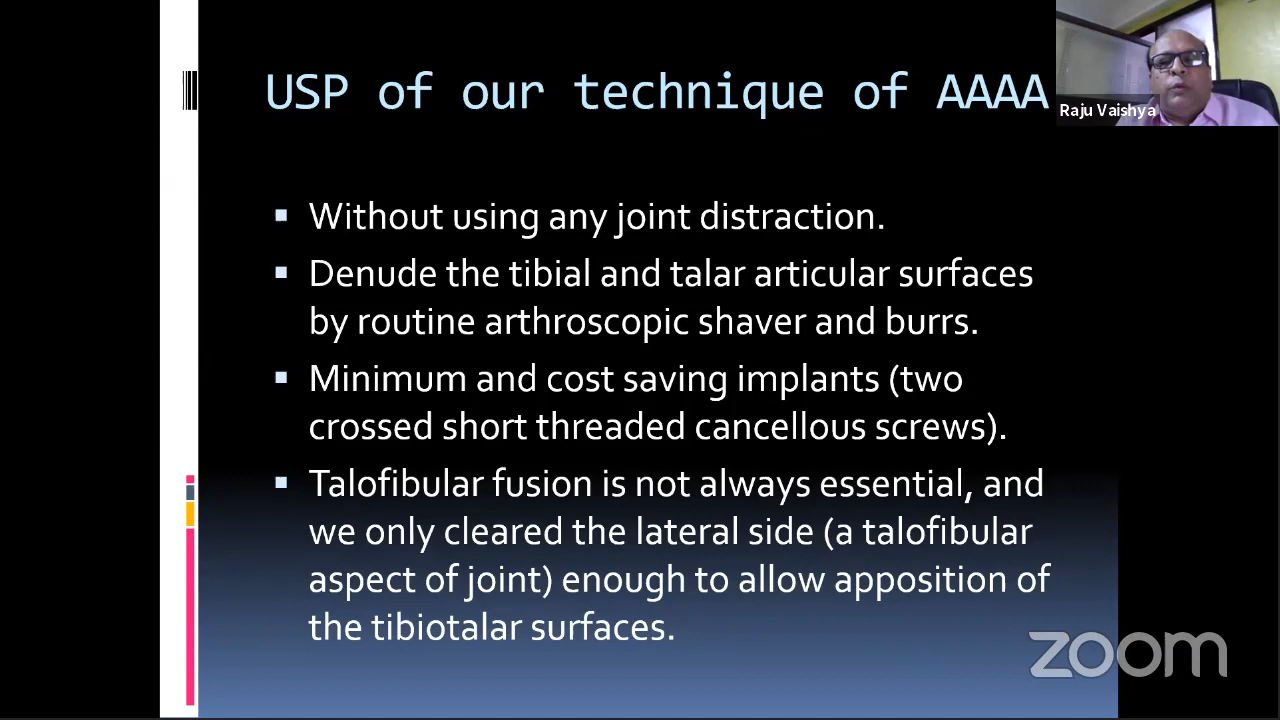 USP of our technique of AAAA
Raju Vaishya
▪ Without using any joint distraction.
▪ Denude the tibial and talar articular surfaces
by routine arthroscopic shaver and burrs.
▪ Minimum and cost saving implants (two
crossed short threaded cancellous screws).
▪ Talofibular fusion is not always essential, and
we only cleared the lateral side (a talofibular
aspect of joint) enough to allow apposition of
the tibiotalar surfaces.
zoom